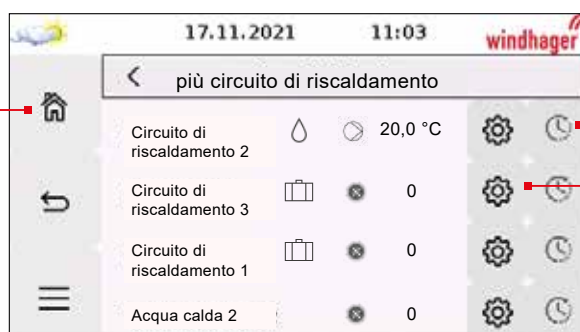 17.11.2021 11:03 windhager
più circuito di riscaldamento
Circuito di
riscaldamento 2
20,0 °C
Circuito di
riscaldamento 3
0
Circuito di
riscaldamento 1
0
Acqua calda 2 0